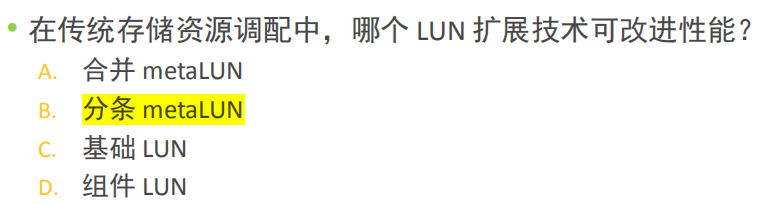 • 在传统存储资源调配中，哪个 LUN 扩展技术可改进性能？
A. 合并 metaLUN
B. 分条 metaLUN
C. 基础 LUN
D. 组件 LUN